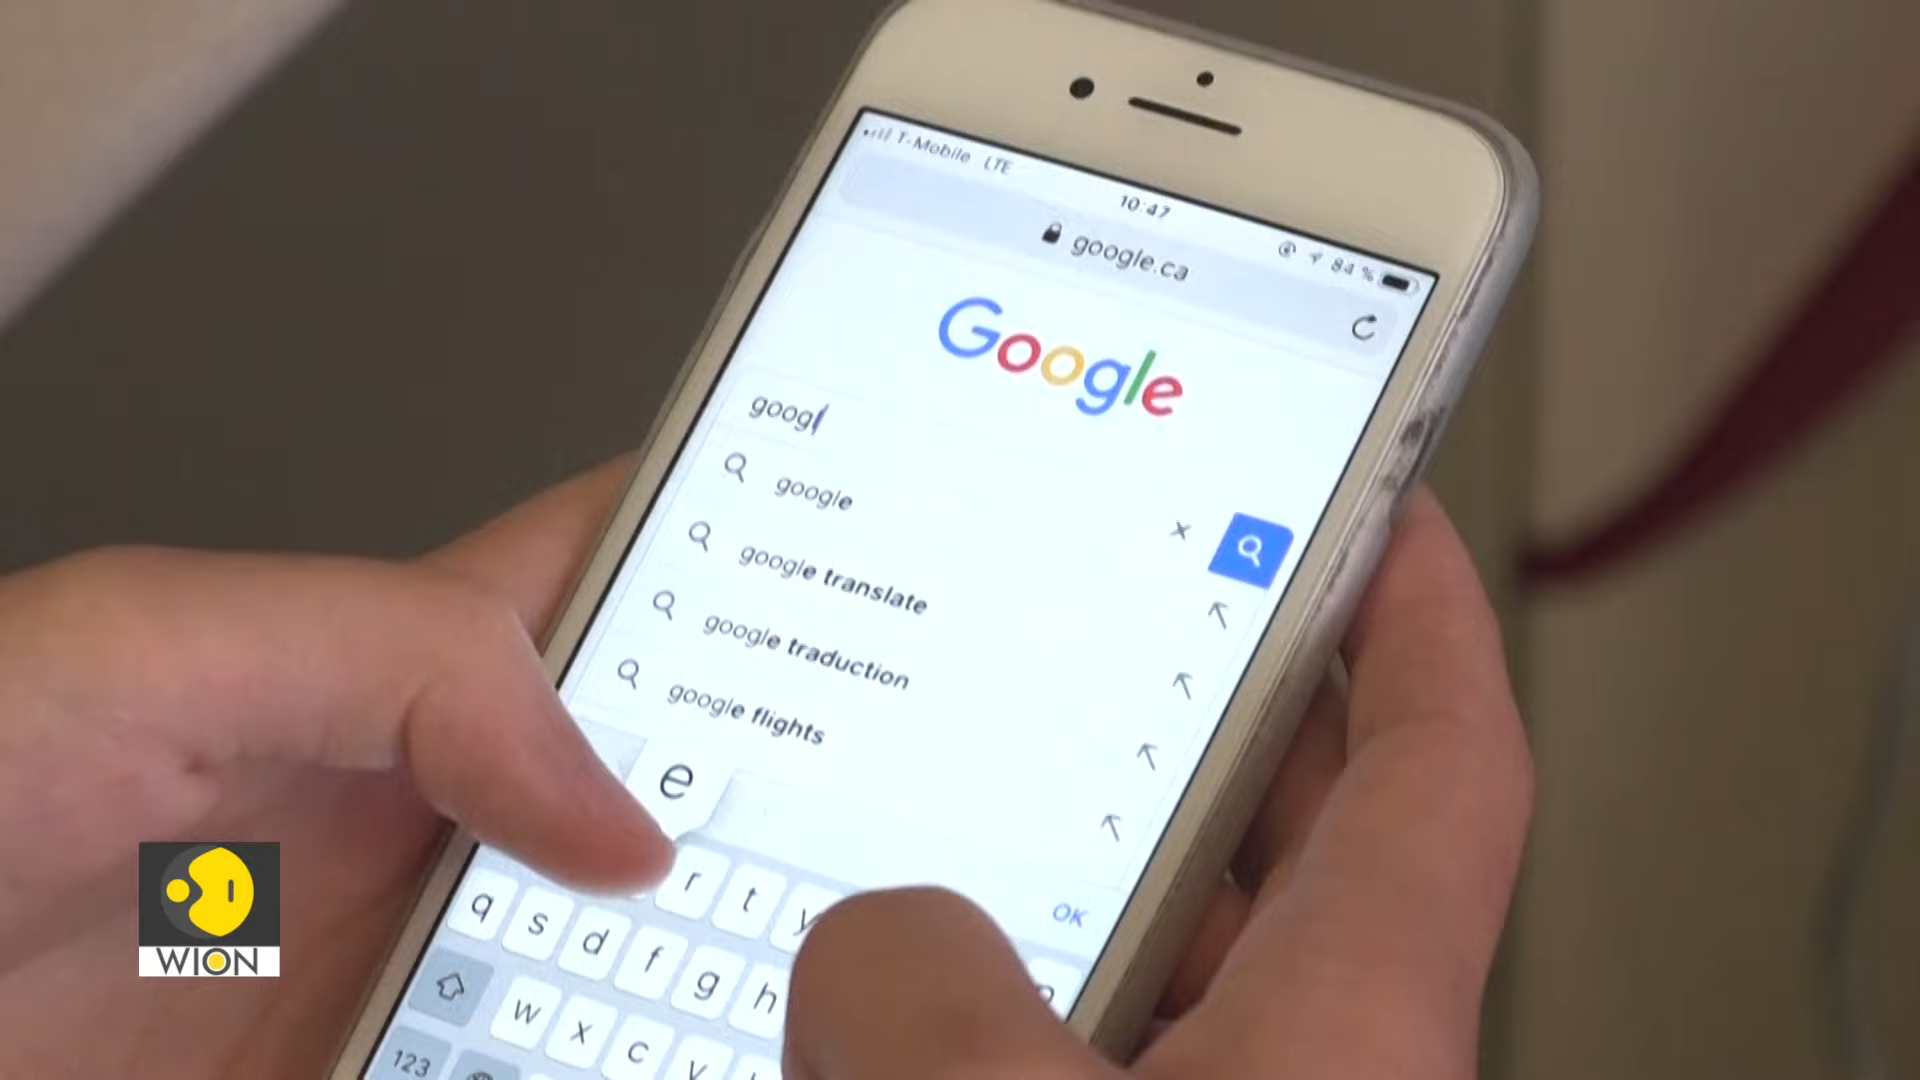 T-Mobile LTE
10:47
84 %
google.ca
Google
googl
google
google translate
google traduction
google flights
e
OK
r t y
q s d f g h
w x c v
123
WION